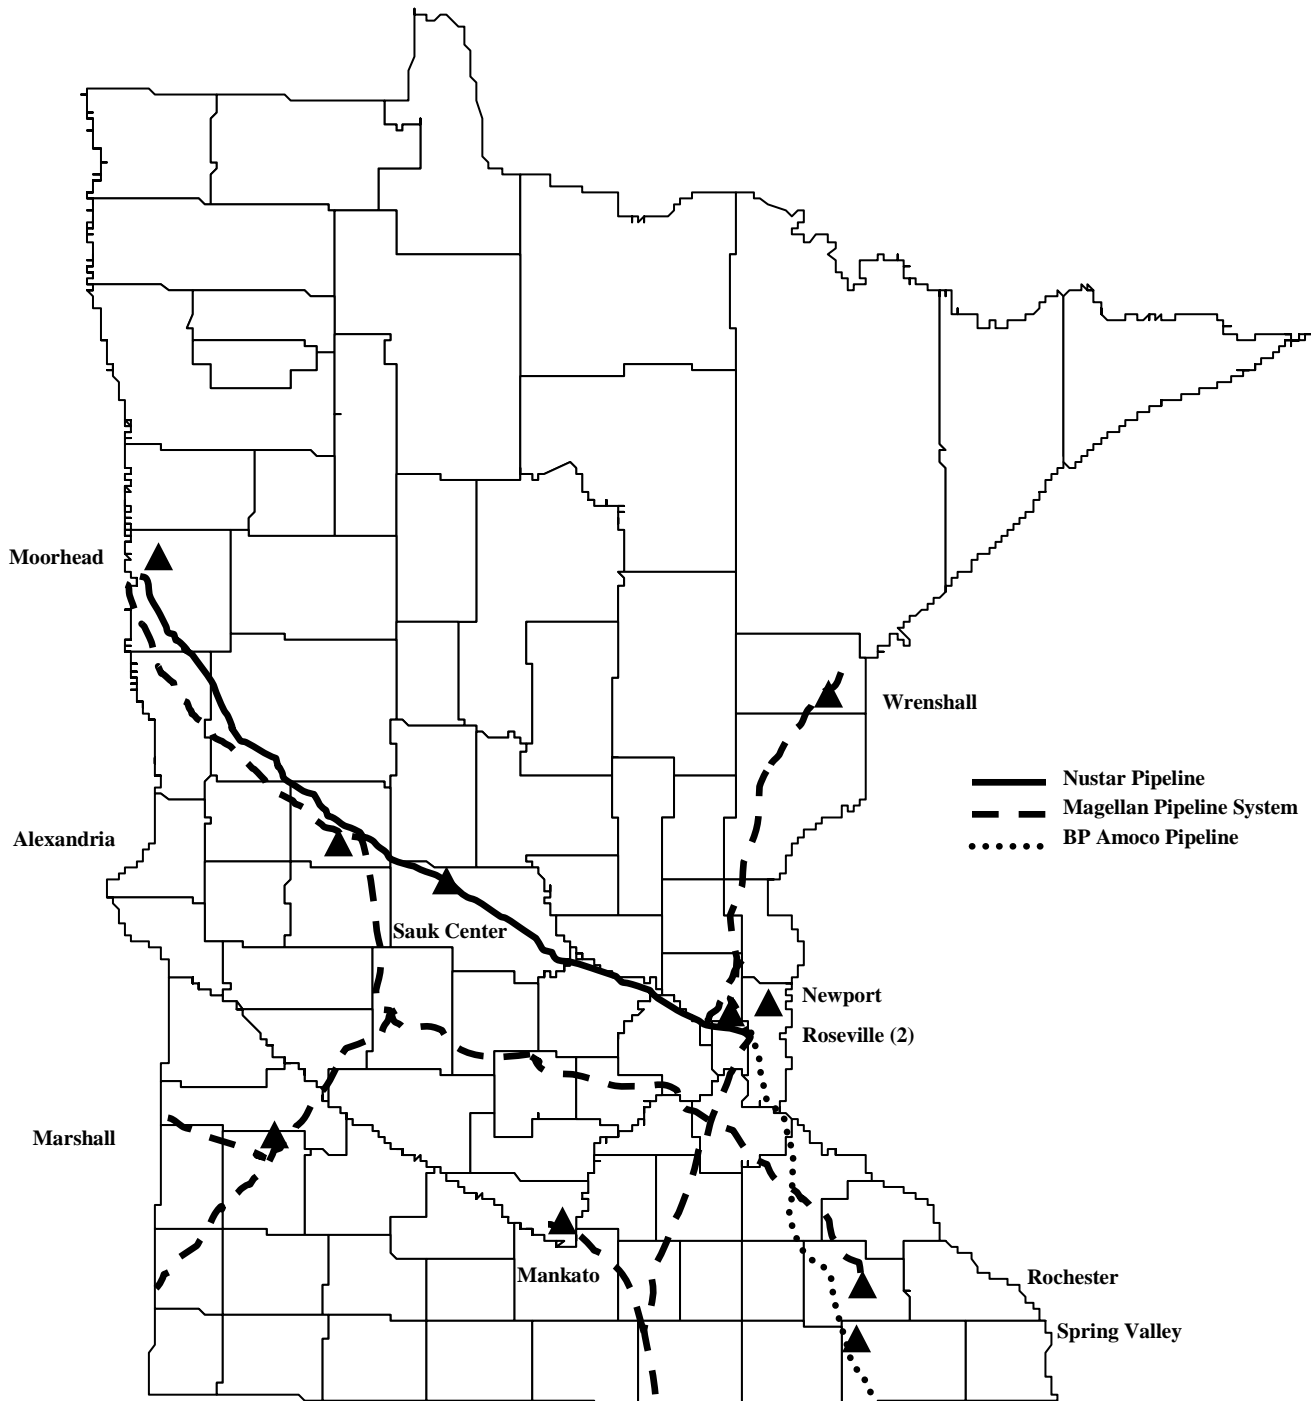 Moorhead
Wrenshall
Nustar Pipeline
Magellan Pipeline System
BP Amoco Pipeline
Alexandria
Sauk Center
Newport
Roseville (2)
Marshall
Mankato
Rochester
Spring Valley